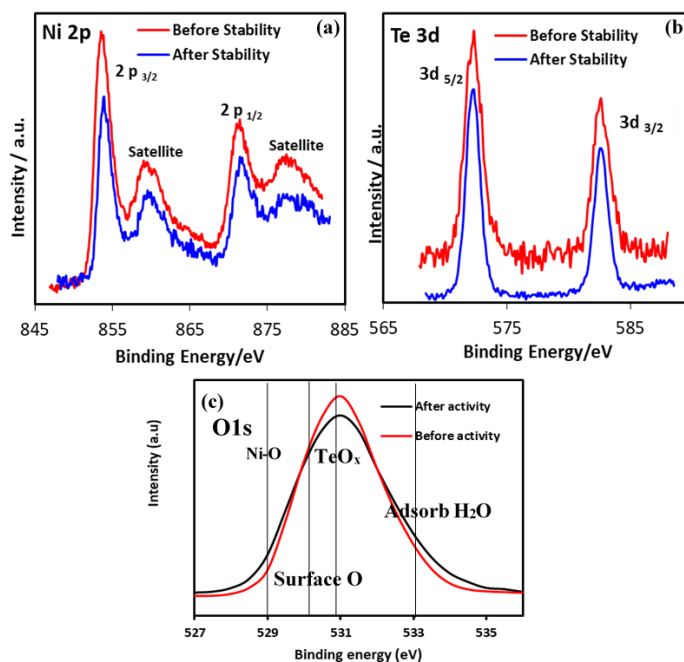 Ni 2p
Before Stability
(a)
After Stability
2 p 3/2
2 p 1/2
Satellite
Satellite
Intensity / a.u.
845 855 865 875 885
Binding Energy/eV
Te 3d
Before Stability
(b)
After Stability
3d 5/2
3d 3/2
Intensity/ a.u.
565 575 585
Binding Energy/eV
(c)
After activity
O1s
Before activity
Ni-O
TeOx
Adsorb H2O
Surface O
Intensity (a.u)
527 529 531 533 535
Binding energy (eV)